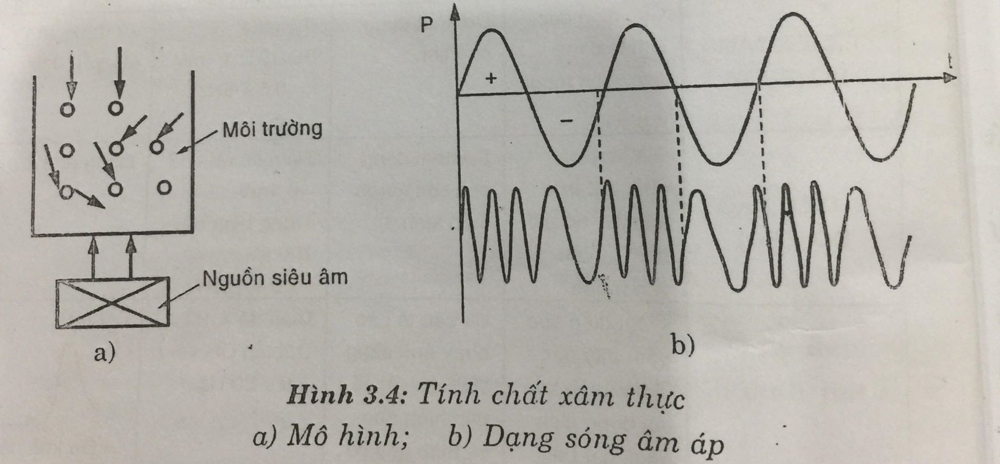 Môi trường
Nguồn siêu âm
a)
P
+
−
t
b)
Hình 3.4: Tính chất xâm thực
a) Mô hình; b) Dạng sóng âm áp